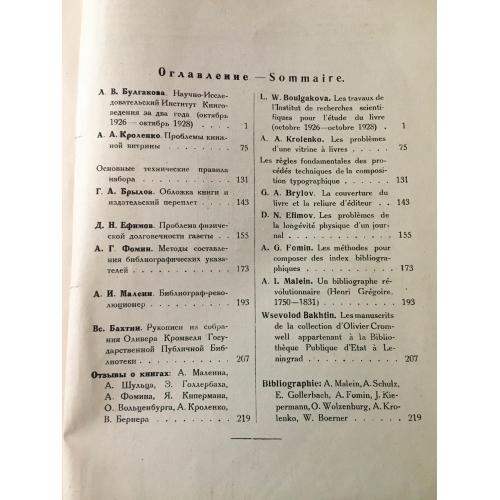 Оглавление — Sommaire.
Л. В. Булгакова. Научно-Иссле-
довательский Институт Книго-
ведения за два года (октябрь
1926 — октябрь 1928) . . . . 1
А. А. Кроленко. Проблемы книж-
ной витрины . . . . . . . . 75
Основные технические правила
набора . . . . . . . . . . 131
Г. А. Брылов. Обложка книги и
издательский переплет . . . . 143
Д. Н. Ефимов. Проблема физиче-
ской долговечности газеты . . 155
А. Г. Фомин. Методы составле-
ния библиографических указа-
телей . . . . . . . . . . 173
А. И. Малеин. Библиограф-рево-
люционер . . . . . . . . . 193
Вс. Бахтин. Рукописи из собра-
ния Оливера Кромвеля Госу-
дарственной Публичной Биб-
лиотеки . . . . . . . . . 207
Отзывы о книгах: А. Малеина,
А. Шульца, Э. Голлербаха,
А. Фомина, Я. Кипермана,
О. Вольценбурга, А. Кроленко,
В. Бернера . . . . . . . . 219
L. W. Boulgakova. Les travaux de
l'Institut de recherches scienti-
fiques pour l'étude du livre
(octobre 1926—octobre 1928) . 1
A. A. Krolenko. Les problèmes
d'une vitrine à livres . . . . . 75
Les règles fondamentales des pro-
cédés techniques de la composi-
tion typographique . . . . . . 131
G. A. Brylov. La couverture du
livre et la reliure d'éditeur . . 143
D. N. Efimov. Les problèmes de
la longévité physique d'un jour-
nal . . . . . . . . . . . . 155
A. G. Fomin. Les méthodes pour
composer des index bibliogra-
phiques . . . . . . . . . . 173
A. I. Malein. Un bibliographe ré-
volutionnaire (Henri Grégoire,
1750—1831) . . . . . . . . . 193
Wsevolod Bakhtin. Les manuscrits
de la collection d'Olivier Crom-
well appartenant à la Biblio-
thèque Publique d'Etat à Le-
ningrad . . . . . . . . . . 207
Bibliographie: A. Malein, A. Schulz,
E. Gollerbach, A. Fomin, J. Kie-
permann, O. Wolzenburg, A. Kro-
lenko, W. Boerner . . . . . . 219